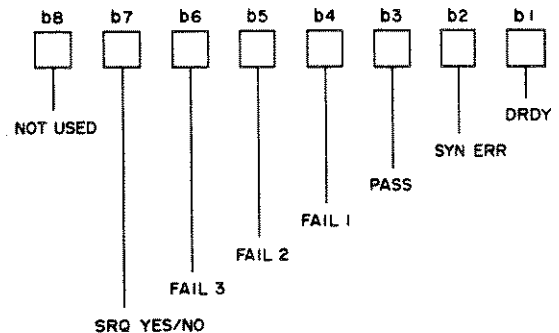 b8 b7 b6 b5 b4 b3 b2 b1
DRDY
NOT USED
SYN ERR
PASS
FAIL 1
FAIL 2
FAIL 3
SRQ YES/NO